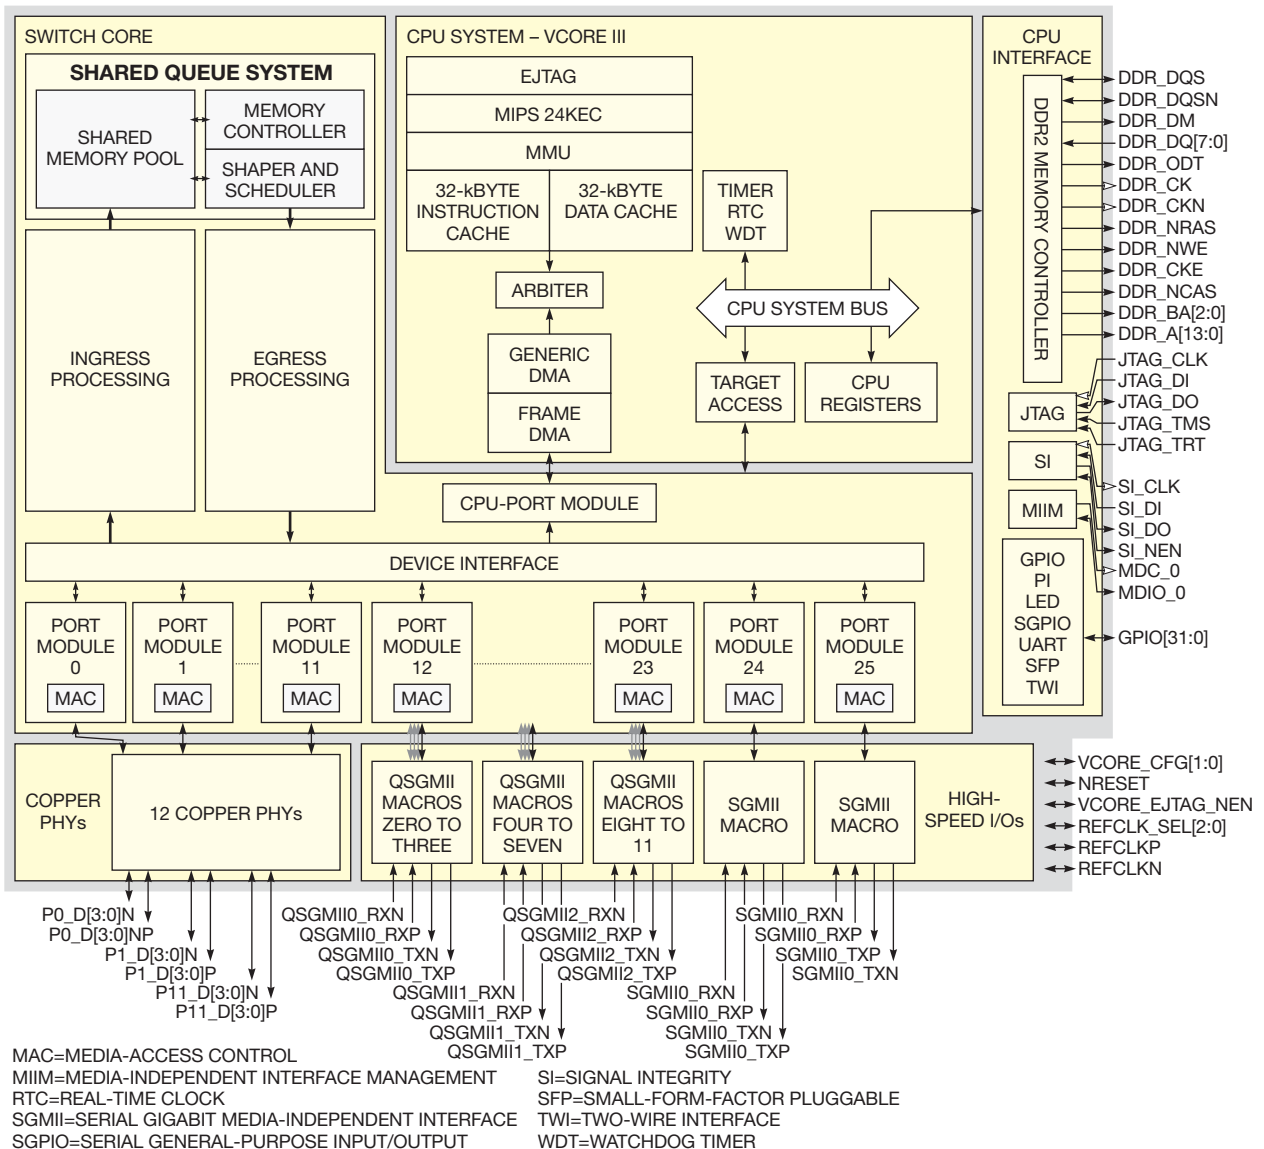 SWITCH CORE
SHARED QUEUE SYSTEM
SHARED
MEMORY POOL
MEMORY
CONTROLLER
SHAPER AND
SCHEDULER
INGRESS
PROCESSING
EGRESS
PROCESSING
CPU SYSTEM – VCORE III
EJTAG
MIPS 24KEC
MMU
32-kBYTE
INSTRUCTION
CACHE
32-kBYTE
DATA CACHE
TIMER
RTC
WDT
ARBITER
CPU SYSTEM BUS
GENERIC
DMA
FRAME
DMA
TARGET
ACCESS
CPU
REGISTERS
CPU-PORT MODULE
DEVICE INTERFACE
CPU
INTERFACE
DDR2 MEMORY CONTROLLER
JTAG
SI
MIIM
GPIO
PI
LED
SGPIO
UART
SFP
TWI
DDR_DQS
DDR_DQSN
DDR_DM
DDR_DQ[7:0]
DDR_ODT
DDR_CK
DDR_CKN
DDR_NRAS
DDR_NWE
DDR_CKE
DDR_NCAS
DDR_BA[2:0]
DDR_A[13:0]
JTAG_CLK
JTAG_DI
JTAG_DO
JTAG_TMS
JTAG_TRT
SI_CLK
SI_DI
SI_DO
SI_NEN
MDC_0
MDIO_0
GPIO[31:0]
PORT
MODULE
0
MAC
PORT
MODULE
1
MAC
PORT
MODULE
11
MAC
PORT
MODULE
12
MAC
PORT
MODULE
23
MAC
PORT
MODULE
24
MAC
PORT
MODULE
25
MAC
COPPER
PHYs
12 COPPER PHYs
QSGMII
MACROS
ZERO TO
THREE
QSGMII
MACROS
FOUR TO
SEVEN
QSGMII
MACROS
EIGHT TO
11
SGMII
MACRO
SGMII
MACRO
HIGH-
SPEED I/Os
VCORE_CFG[1:0]
NRESET
VCORE_EJTAG_NEN
REFCLK_SEL[2:0]
REFCLKP
REFCLKN
P0_D[3:0]N
P0_D[3:0]NP
P1_D[3:0]N
P1_D[3:0]P
P11_D[3:0]N
P11_D[3:0]P
QSGMII0_RXN
QSGMII0_RXP
QSGMII0_TXN
QSGMII0_TXP
QSGMII1_RXN
QSGMII1_RXP
QSGMII1_TXN
QSGMII1_TXP
QSGMII2_RXN
QSGMII2_RXP
QSGMII2_TXN
QSGMII2_TXP
SGMII0_RXN
SGMII0_RXP
SGMII0_TXN
SGMII0_TXP
SGMII0_RXN
SGMII0_RXP
SGMII0_TXP
SGMII0_TXN
MAC=MEDIA-ACCESS CONTROL
MIIM=MEDIA-INDEPENDENT INTERFACE MANAGEMENT
RTC=REAL-TIME CLOCK
SGMII=SERIAL GIGABIT MEDIA-INDEPENDENT INTERFACE
SGPIO=SERIAL GENERAL-PURPOSE INPUT/OUTPUT
SI=SIGNAL INTEGRITY
SFP=SMALL-FORM-FACTOR PLUGGABLE
TWI=TWO-WIRE INTERFACE
WDT=WATCHDOG TIMER